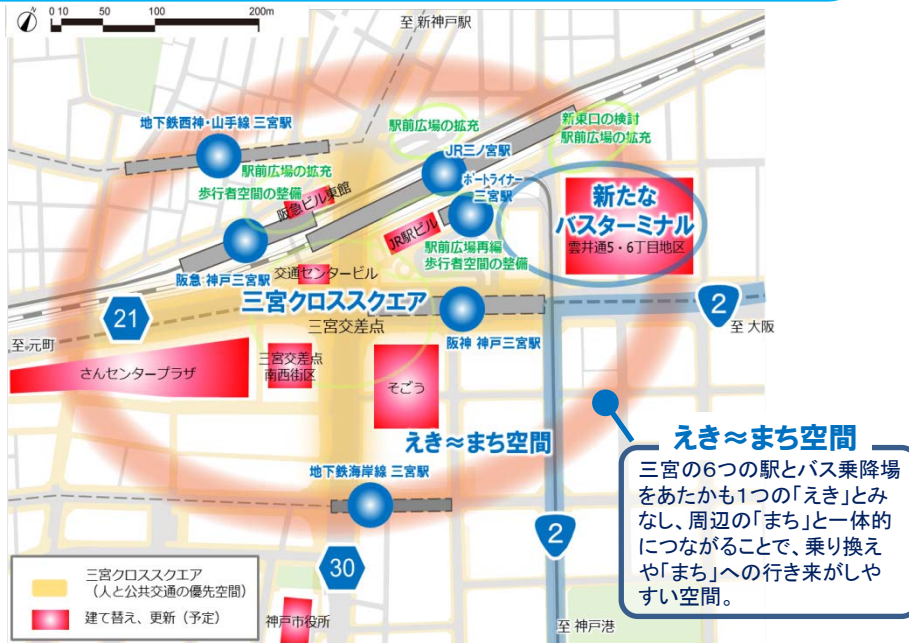 0 10 50 100 200m
至 新神戸駅
地下鉄西神・山手線 三宮駅
駅前広場の拡充
新東口の検討
駅前広場の拡充
JR三ノ宮駅
駅前広場の拡充
歩行者空間の整備
阪急ビル東館
ポートライナー
三宮駅
新たな
バスターミナル
雲井通5・6丁目地区
JR駅ビル
駅前広場再編
歩行者空間の整備
阪急 神戸三宮駅
交通センタービル
三宮クロススクエア
21
三宮交差点
阪神 神戸三宮駅
2
至 大阪
至 元町
さんセンタープラザ
三宮交差点
南西街区
そごう
えき≈まち空間
地下鉄海岸線 三宮駅
えき≈まち空間
三宮の6つの駅とバス乗降場
をあたかも1つの「えき」とみ
なし、周辺の「まち」と一体的
につながることで、乗り換え
や「まち」への行き来がしや
すい空間。
2
30
三宮クロススクエア
(人と公共交通の優先空間)
建て替え、更新(予定)
神戸市役所
至 神戸港